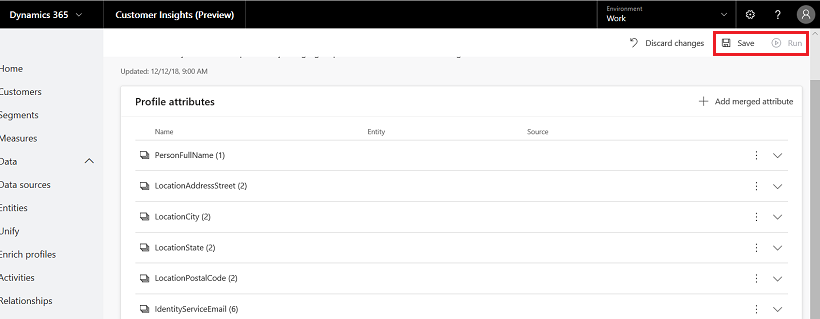 Dynamics 365
Customer Insights (Preview)
Environment
Work
?
Discard changes
Save
Run
Home
Customers
Segments
Measures
Data
Data sources
Entities
Unify
Enrich profiles
Activities
Relationships
Updated: 12/12/18, 9:00 AM
Profile attributes
Add merged attribute
Name Entity Source
PersonFullName (1)
LocationAddressStreet (2)
LocationCity (2)
LocationState (2)
LocationPostalCode (2)
IdentityServiceEmail (6)